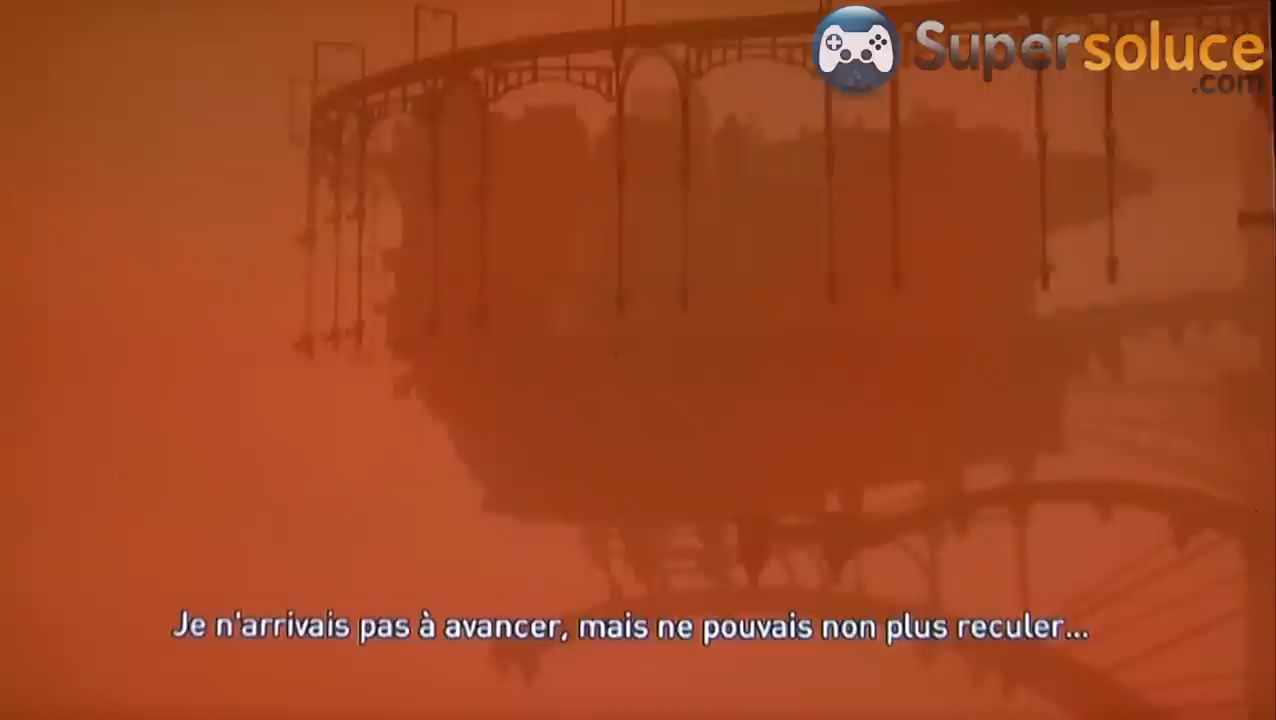 Supersoluce
.com
Je n'arrivais pas à avancer, mais ne pouvais non plus reculer...